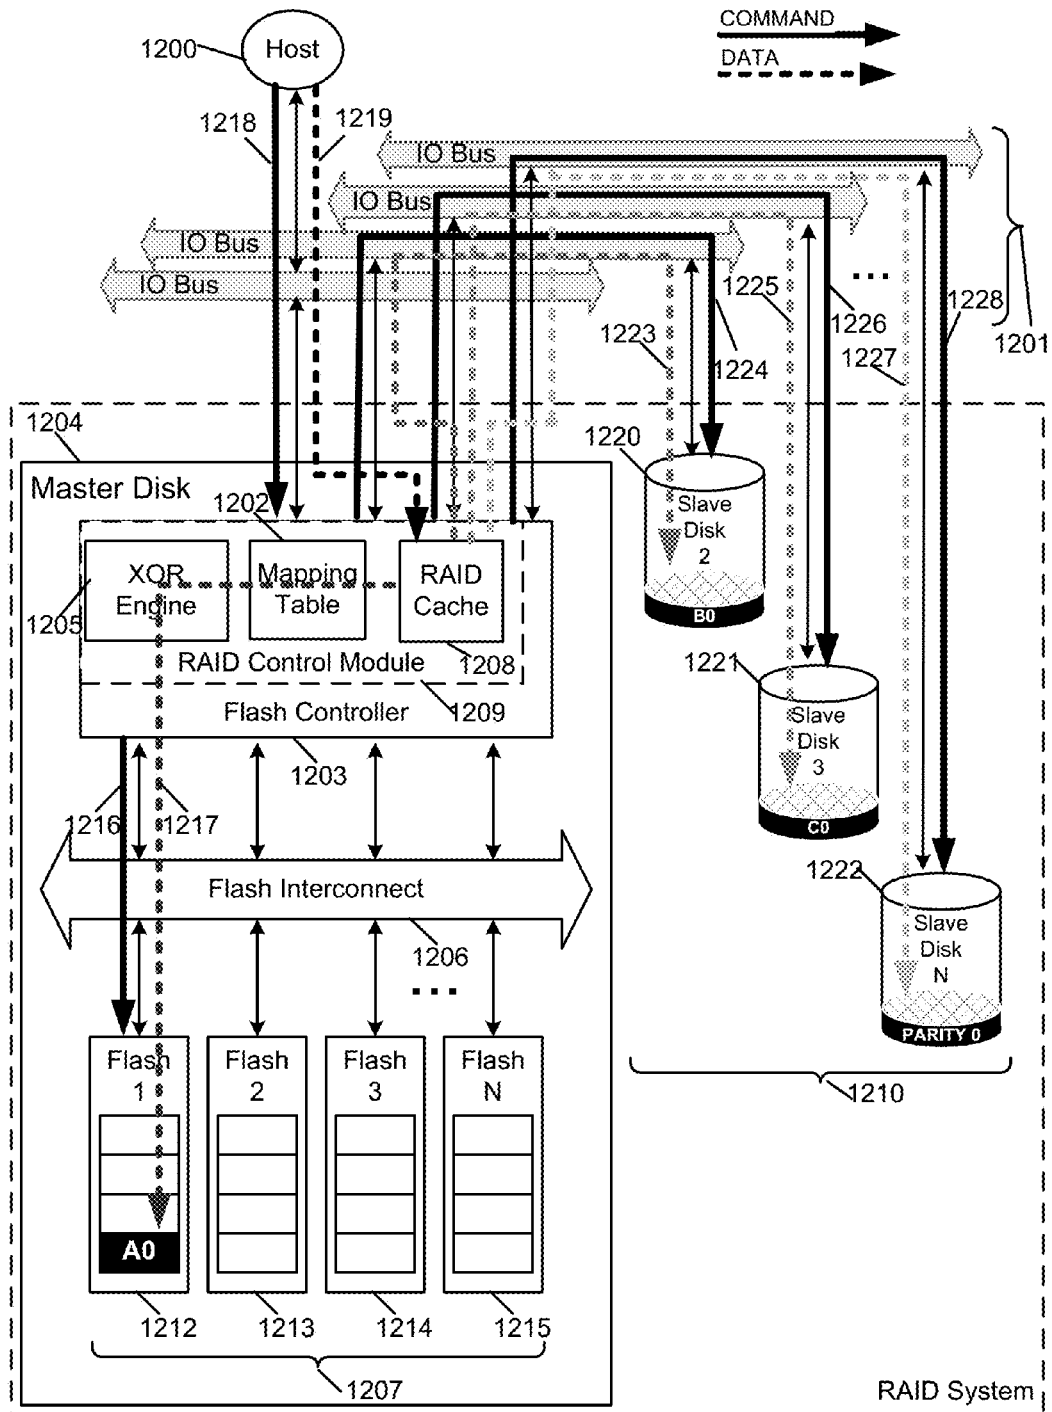 COMMAND
DATA
1200
Host
1218
1219
IO Bus
IO Bus
IO Bus
IO Bus
...
1225
1226
1228
1201
1223
1224
1227
1204
Master Disk
1202
1220
Slave
Disk
2
B0
XOR
Engine
Mapping
Table
RAID
Cache
1205
1208
RAID Control Module
1209
Flash Controller
1203
1221
Slave
Disk
3
C0
1216
1217
Flash Interconnect
1206
...
1222
Slave
Disk
N
PARITY 0
1210
Flash
1
Flash
2
Flash
3
Flash
N
A0
1212
1213
1214
1215
1207
RAID System